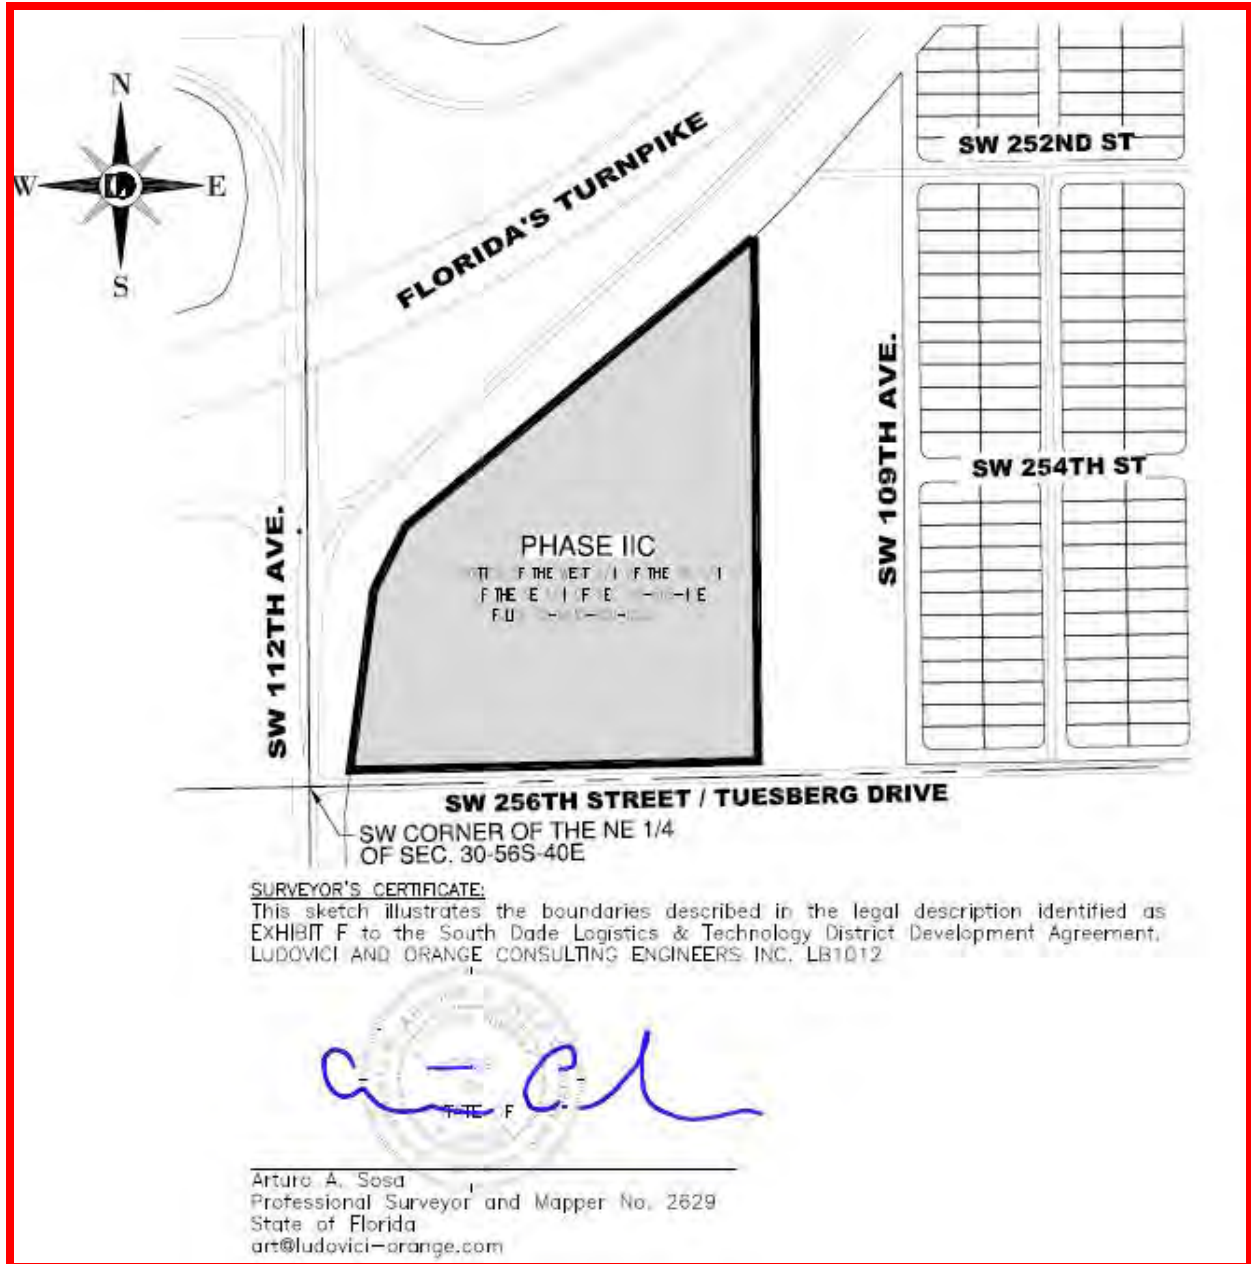 N
W
E
S
FLORIDA'S TURNPIKE
SW 252ND ST
SW 109TH AVE.
SW 254TH ST
SW 112TH AVE.
PHASE IIC
F THE
F THE
F THE
SW 256TH STREET / TUESBERG DRIVE
SW CORNER OF THE NE 1/4
OF SEC. 30-56S-40E
SURVEYOR'S CERTIFICATE:
This sketch illustrates the boundaries described in the legal description identified as
EXHIBIT F to the South Dade Logistics & Technology District Development Agreement.
LUDOVICI AND ORANGE CONSULTING ENGINEERS INC. LB1012
Arturo A. Sosa
Professional Surveyor and Mapper No. 2629
State of Florida
art@ludovici-orange.com